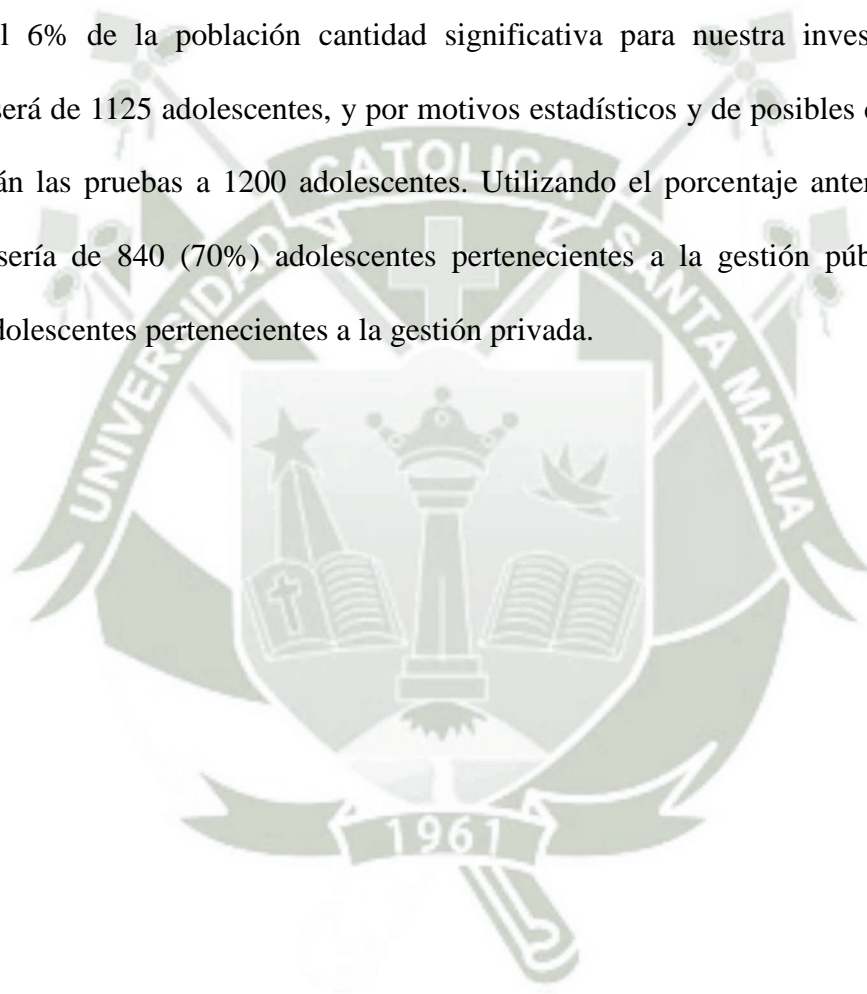 l 6% de la población cantidad significativa para nuestra inves
será de 1125 adolescentes, y por motivos estadísticos y de posibles
án las pruebas a 1200 adolescentes. Utilizando el porcentaje anter
sería de 840 (70%) adolescentes pertenecientes a la gestión púb
dolescentes pertenecientes a la gestión privada.
UNIVERSIDAD CATOLICA SANTA MARIA
1961